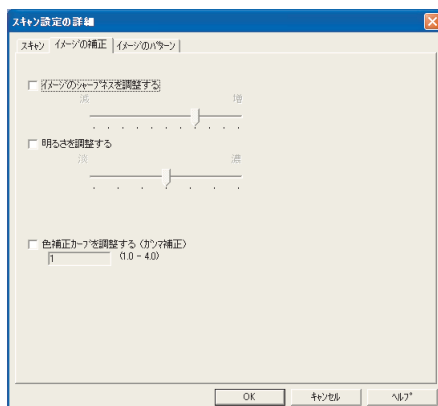 スキャン設定の詳細
スキャン イメージの補正 イメージのパターン
イメージのシャープネスを調整する
減 増
明るさを調整する
淡 濃
色補正カーブを調整する (ガンマ補正)
1 (1.0 - 4.0)
OK キャンセル ヘルプ